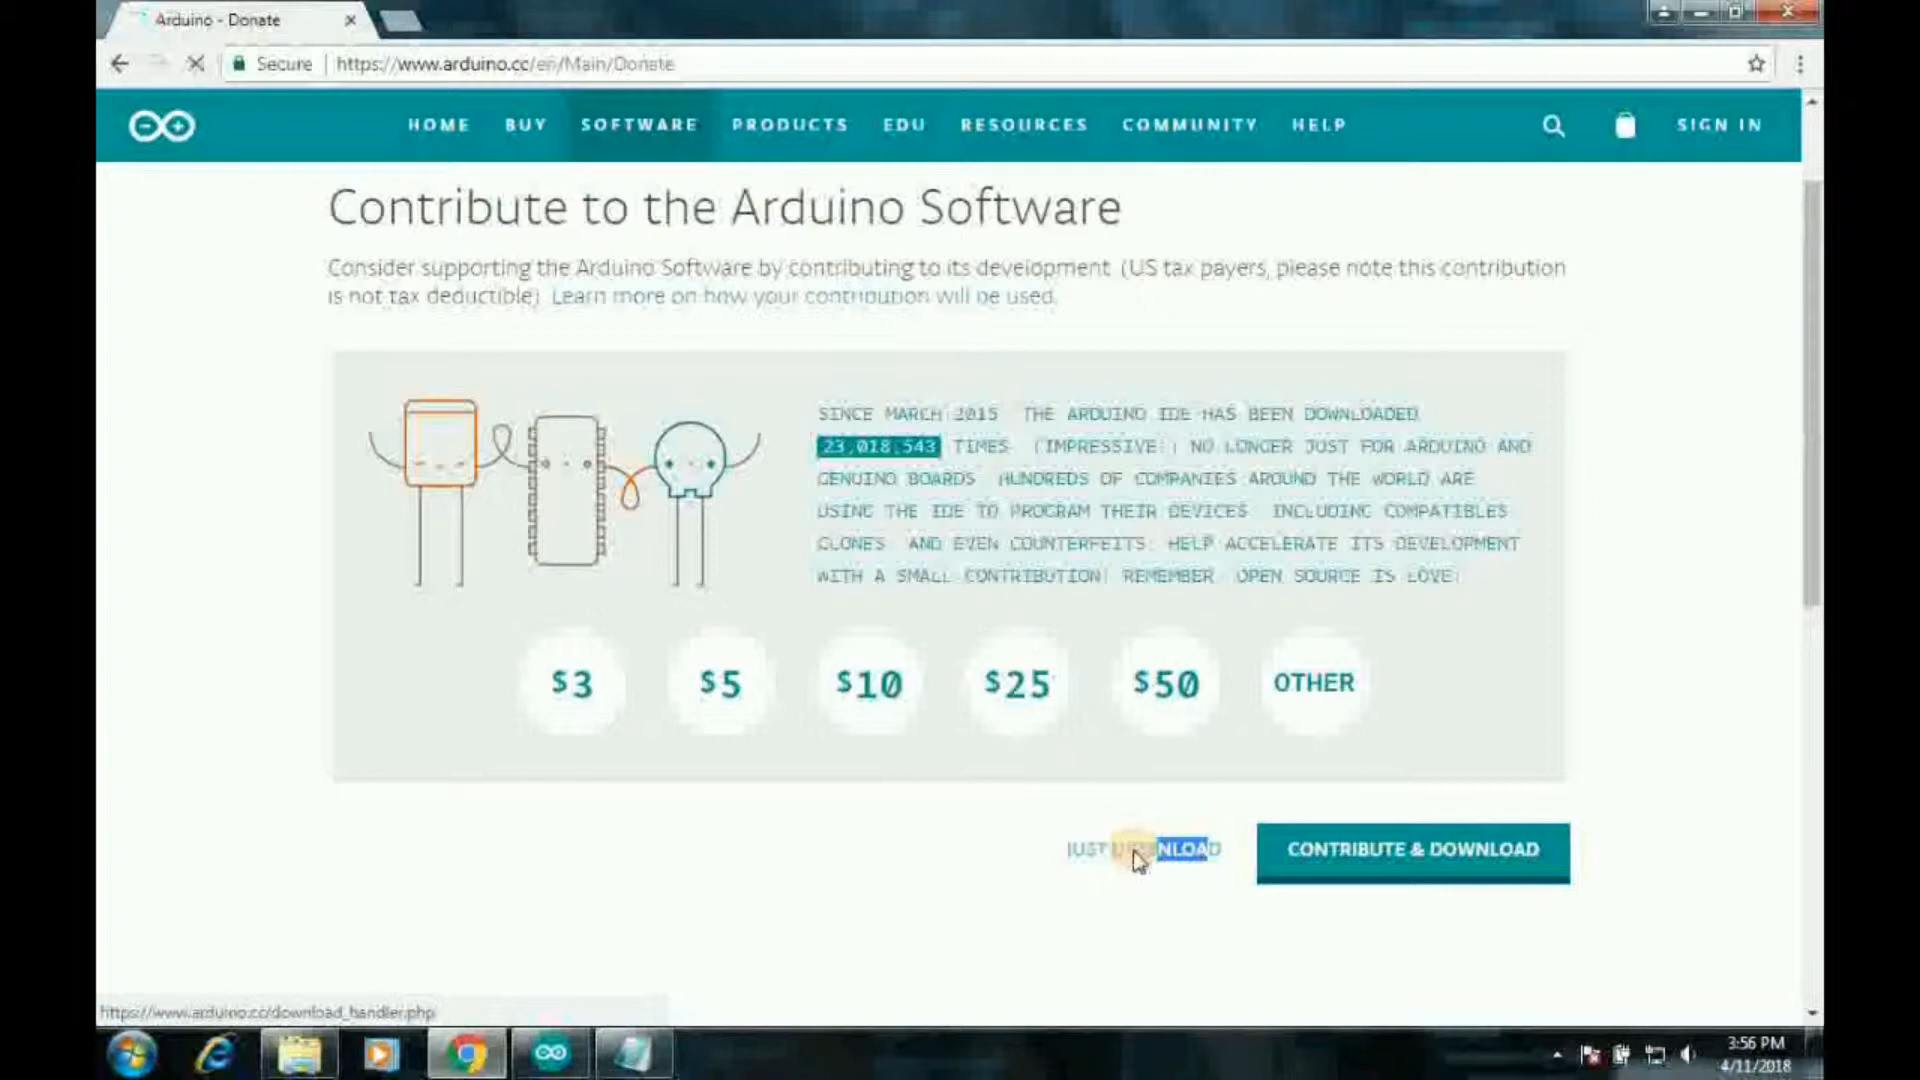 Arduino - Donate
Secure
https://www.arduino.cc/en/Main/Donate
HOME BUY SOFTWARE PRODUCTS EDU RESOURCES COMMUNITY HELP SIGN IN
Contribute to the Arduino Software
Consider supporting the Arduino Software by contributing to its development. (US tax payers, please note this contribution
is not tax deductible). Learn more on how your contribution will be used.
SINCE MARCH 2015, THE ARDUINO IDE HAS BEEN DOWNLOADED
23,018,543 TIMES. (IMPRESSIVE!) NO LONGER JUST FOR ARDUINO AND
GENUINO BOARDS, HUNDREDS OF COMPANIES AROUND THE WORLD ARE
USING THE IDE TO PROGRAM THEIR DEVICES, INCLUDING COMPATIBLES,
CLONES, AND EVEN COUNTERFEITS. HELP ACCELERATE ITS DEVELOPMENT
WITH A SMALL CONTRIBUTION! REMEMBER: OPEN SOURCE IS LOVE!
$3 $5 $10 $25 $50 OTHER
JUST DOWNLOAD
CONTRIBUTE & DOWNLOAD
https://www.arduino.cc/download_handler.php
3:56 PM
4/11/2018